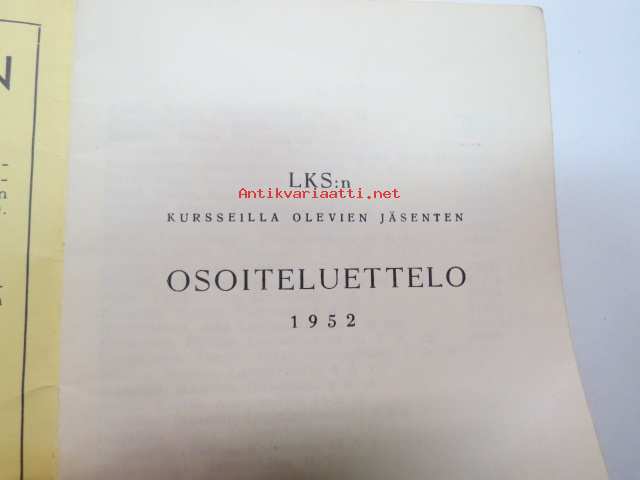 N
n
LKS:n
Antikvariaatti.net
KURSSEILLA OLEVIEN JÄSENTEN
OSOITELUETTELO
1952